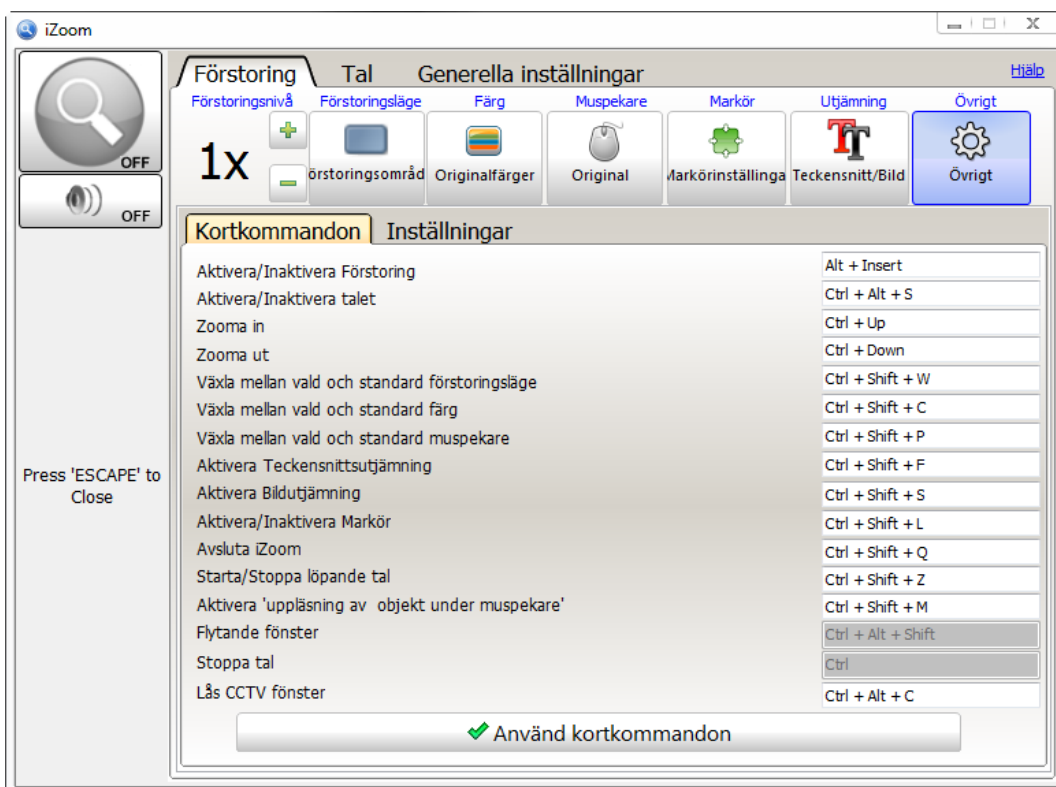 iZoom
OFF
OFF
Press 'ESCAPE' to
Close
Förstoring Tal Generella inställningar Hjälp
Förstoringsnivå Förstoringsläge Färg Muspekare Markör Utjämning Övrigt
1x örstoringsområd Originalfärger Original Markörinställinga Teckensnitt/Bild Övrigt
Kortkommandon Inställningar
Aktivera/Inaktivera Förstoring Alt + Insert
Aktivera/Inaktivera talet Ctrl + Alt + S
Zooma in Ctrl + Up
Zooma ut Ctrl + Down
Växla mellan vald och standard förstoringsläge Ctrl + Shift + W
Växla mellan vald och standard färg Ctrl + Shift + C
Växla mellan vald och standard muspekare Ctrl + Shift + P
Aktivera Teckensnittsutjämning Ctrl + Shift + F
Aktivera Bildutjämning Ctrl + Shift + S
Aktivera/Inaktivera Markör Ctrl + Shift + L
Avsluta iZoom Ctrl + Shift + Q
Starta/Stoppa löpande tal Ctrl + Shift + Z
Aktivera 'uppläsning av objekt under muspekare' Ctrl + Shift + M
Flytande fönster Ctrl + Alt + Shift
Stoppa tal Ctrl
Lås CCTV fönster Ctrl + Alt + C
Använd kortkommandon